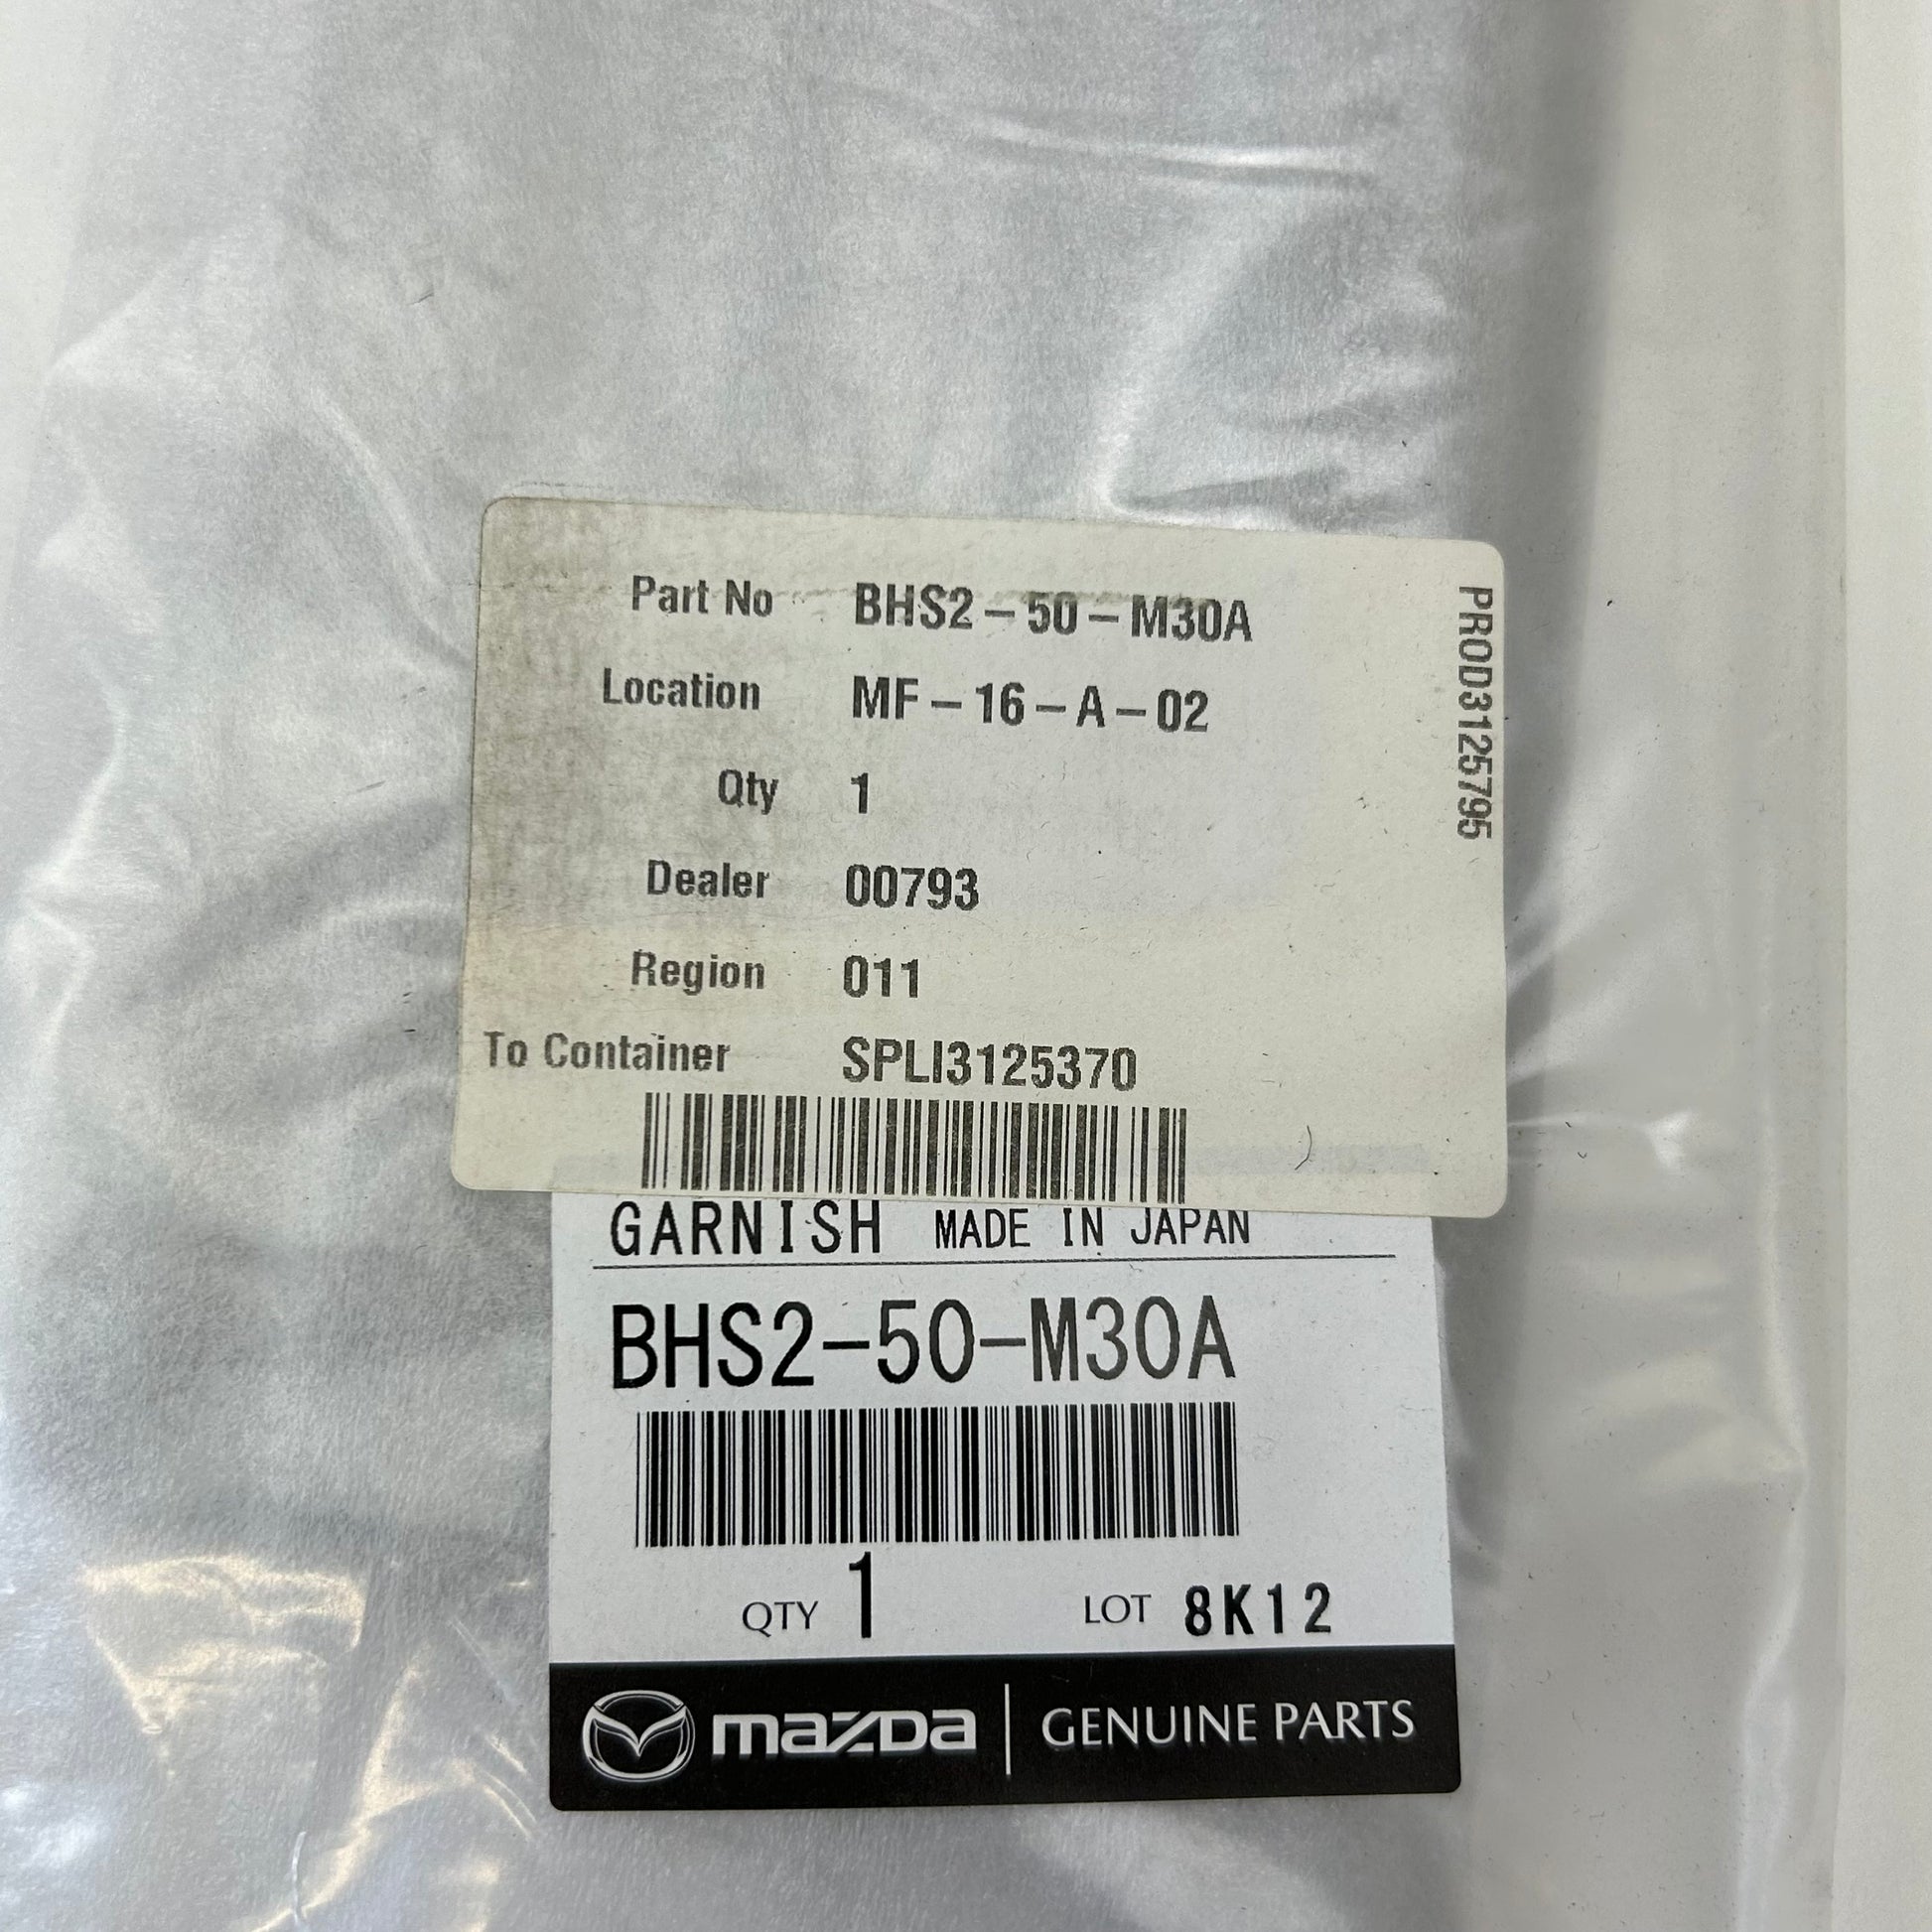 Part No BHS2-50-M30A
Location MF-16-A-02
Qty 1
Dealer 00793
Region 011
To Container SPLI3125370
PROD3125795
GARNISH MADE IN JAPAN
BHS2-50-M30A
QTY 1 LOT 8K12
mazda GENUINE PARTS